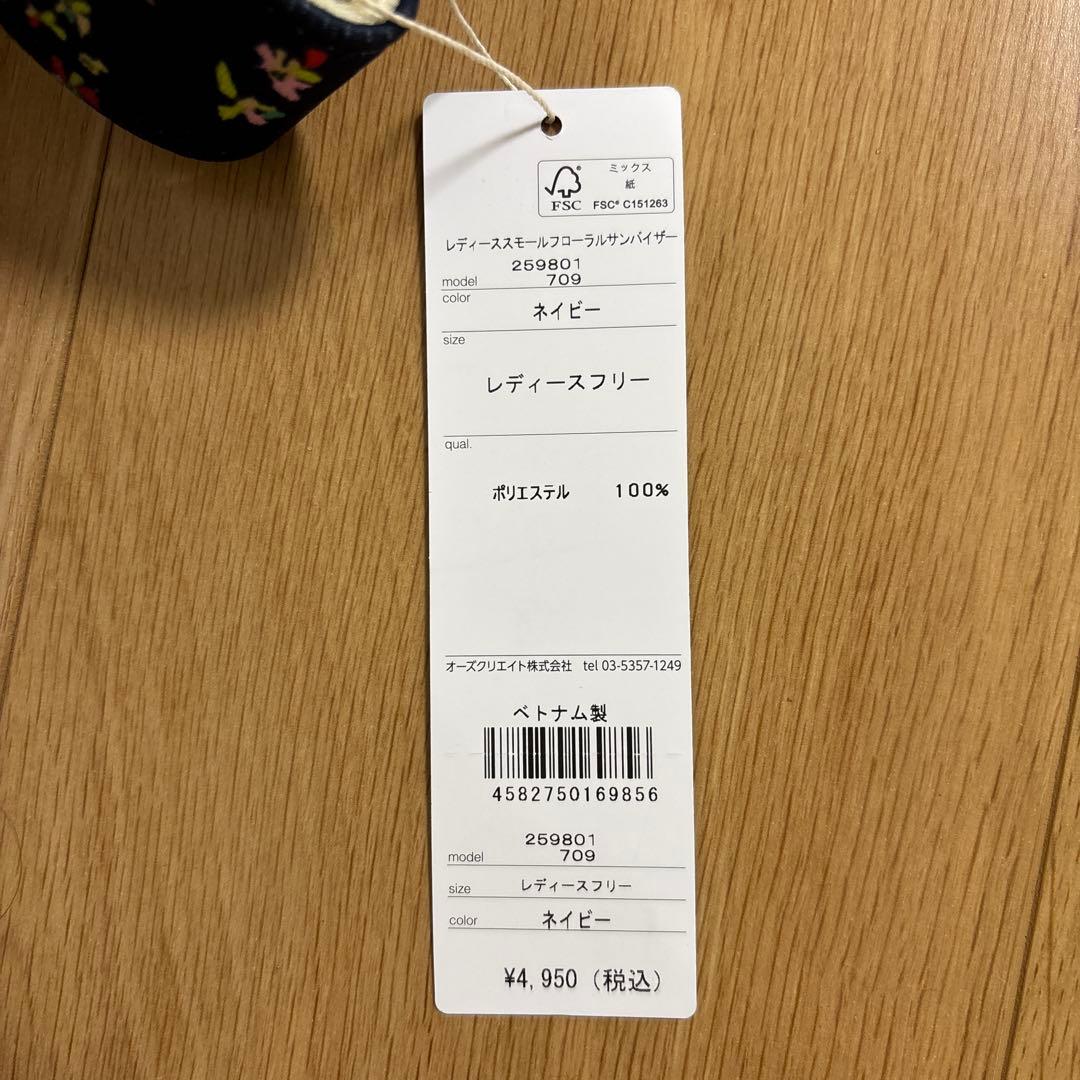 ミックス
紙
FSC® C151263
FSC
レディーススモールフローラルサンバイザー
259801
model 709
color
ネイビー
size
レディースフリー
qual.
ポリエステル 100%
オーズクリエイト株式会社 tel 03-5357-1249
ベトナム製
4582750169856
259801
model 709
size レディースフリー
color ネイビー
¥4,950(税込)